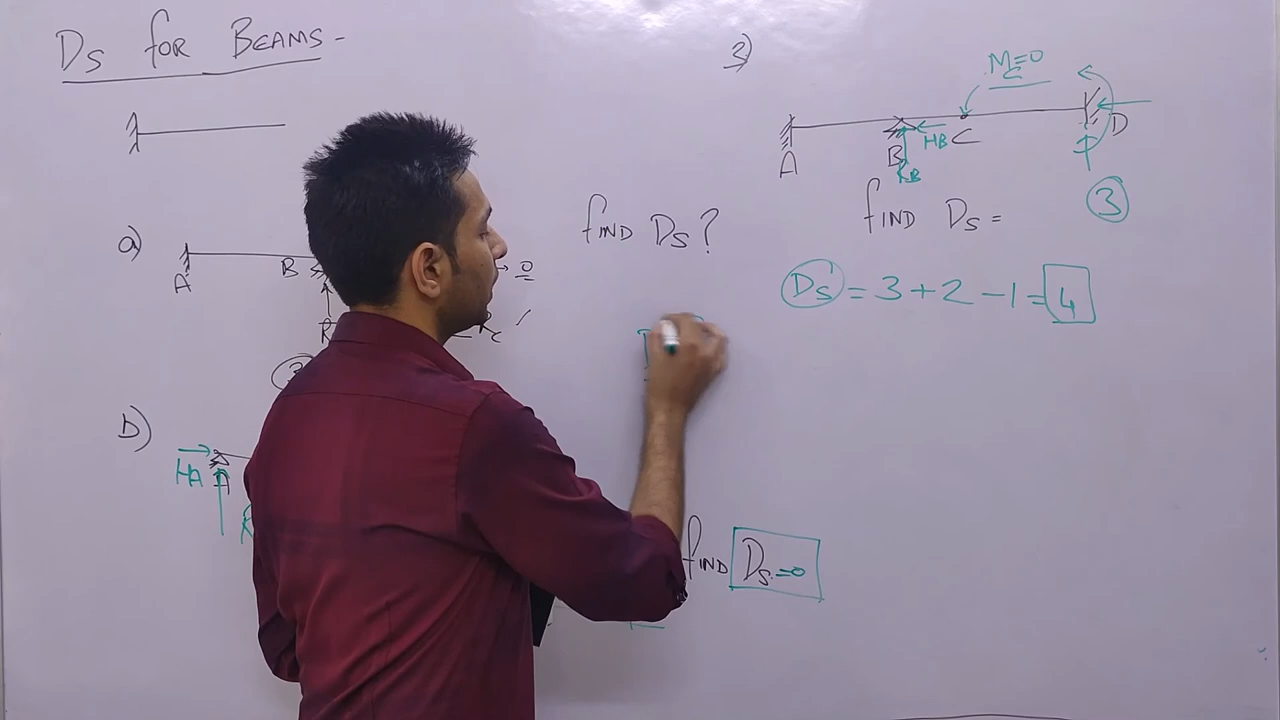 Ds for BEAMS -
a)
A
B
0
find Ds?
b)
HA
A
find Ds=0
3)
M =0
C
A
B
HB
C
D
RB
3
find Ds =
Ds = 3+2-1=4